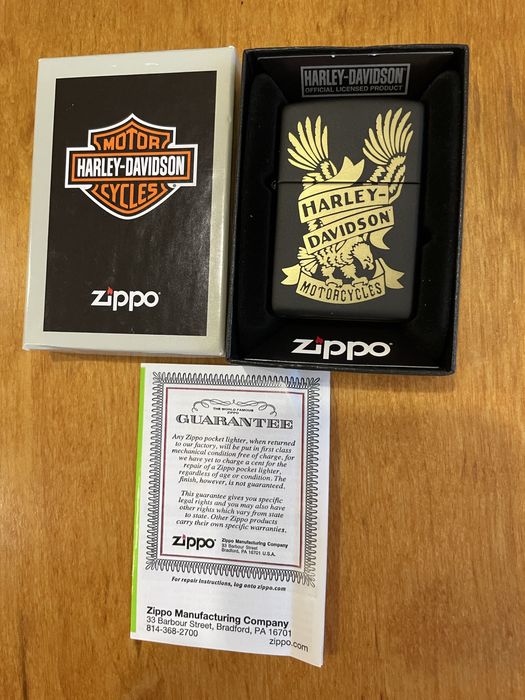 MOTOR
HARLEY-DAVIDSON
CYCLES
zippo
HARLEY-DAVIDSON
OFFICIAL LICENSED PRODUCT
HARLEY-
DAVIDSON
MOTORCYCLES
zippo
THE WORLD FAMOUS
ZIPPO
GUARANTEE
Any Zippo pocket lighter, when returned
to our factory, will be put in first class
mechanical condition free of charge, for
we have yet to charge a cent for the
repair of a Zippo pocket lighter,
regardless of age or condition. The
finish, however, is not guaranteed.
This guarantee gives you specific
legal rights and you may also have
other rights which vary from state
to state. Other Zippo products
carry their own specific warranties.
zippo
Zippo Manufacturing Company
33 Barbour Street
Bradford, PA 16701 U.S.A.
For repair instructions, log onto zippo.com
Zippo Manufacturing Company
33 Barbour Street, Bradford, PA 16701
814-368-2700
zippo.com